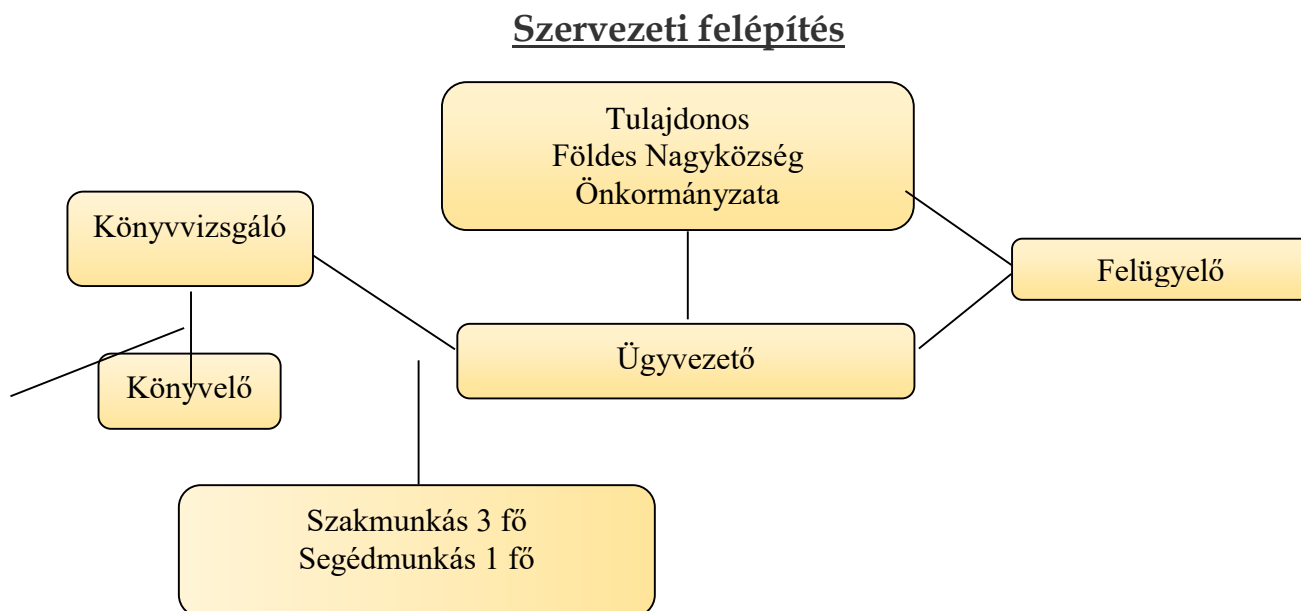 Szervezeti felépítés
Tulajdonos
Földes Nagyközség
Önkormányzata
Könyvvizsgáló
Felügyelő
Ügyvezető
Könyvelő
Szakmunkás 3 fő
Segédmunkás 1 fő